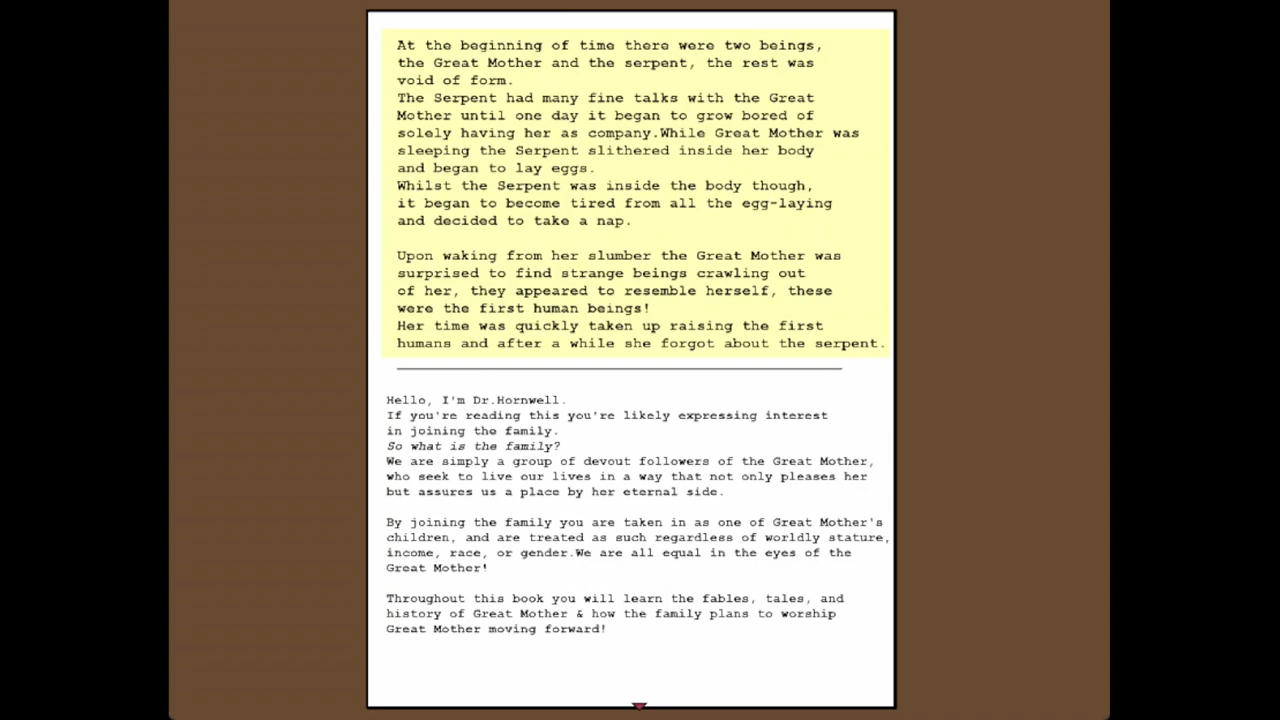 At the beginning of time there were two beings,
the Great Mother and the serpent, the rest was
void of form.
The Serpent had many fine talks with the Great
Mother until one day it began to grow bored of
solely having her as company.While Great Mother was
sleeping the Serpent slithered inside her body
and began to lay eggs.
Whilst the Serpent was inside the body though,
it began to become tired from all the egg-laying
and decided to take a nap.
Upon waking from her slumber the Great Mother was
surprised to find strange beings crawling out
of her, they appeared to resemble herself, these
were the first human beings!
Her time was quickly taken up raising the first
humans and after a while she forgot about the serpent.
Hello, I'm Dr.Hornwell.
If you're reading this you're likely expressing interest
in joining the family.
So what is the family?
We are simply a group of devout followers of the Great Mother,
who seek to live our lives in a way that not only pleases her
but assures us a place by her eternal side.
By joining the family you are taken in as one of Great Mother's
children, and are treated as such regardless of worldly stature,
income, race, or gender.We are all equal in the eyes of the
Great Mother!
Throughout this book you will learn the fables, tales, and
history of Great Mother & how the family plans to worship
Great Mother moving forward!